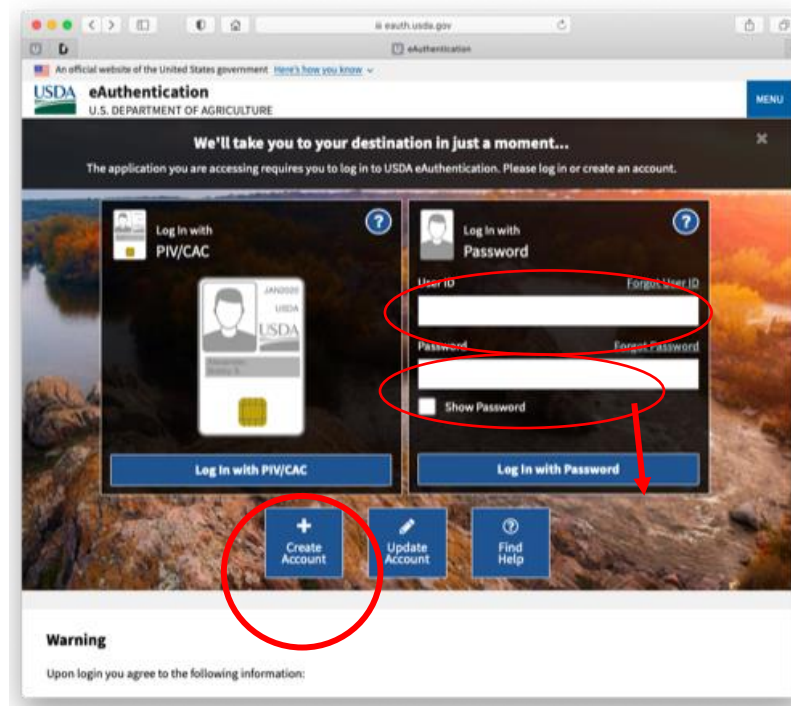 eauth.usda.gov
eAuthentication
An official website of the United States government Here's how you know
USDA eAuthentication
U.S. DEPARTMENT OF AGRICULTURE
MENU
We'll take you to your destination in just a moment...
The application you are accessing requires you to log in to USDA eAuthentication. Please log in or create an account.
Log In with
PIV/CAC
?
JAN2020
USDA
USDA
Log In with PIV/CAC
Log In with
Password
?
User ID Forgot User ID
Password Forgot Password
Show Password
Log In with Password
Create
Account
Update
Account
Find
Help
Warning
Upon login you agree to the following information: